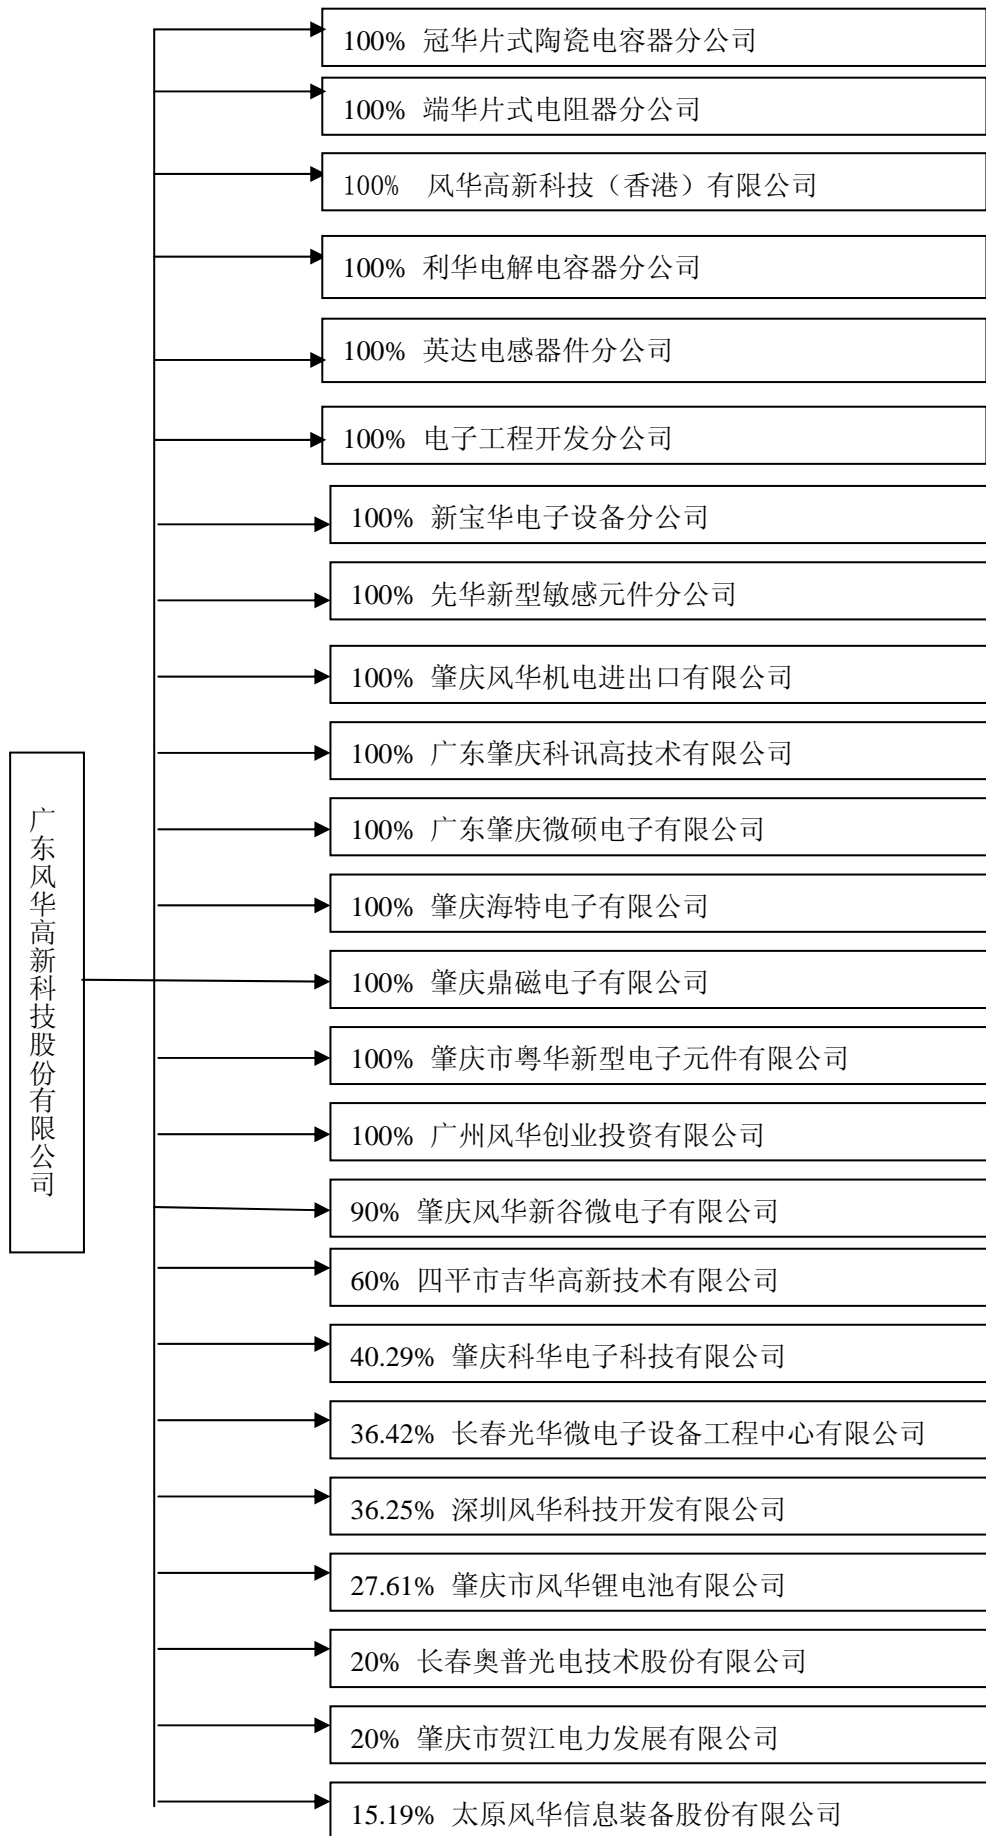 100% 冠华片式陶瓷电容器分公司
100% 端华片式电阻器分公司
100% 风华高新科技（香港）有限公司
100% 利华电解电容器分公司
100% 英达电感器件分公司
100% 电子工程开发分公司
100% 新宝华电子设备分公司
100% 先华新型敏感元件分公司
100% 肇庆风华机电进出口有限公司
100% 广东肇庆科讯高技术有限公司
100% 广东肇庆微硕电子有限公司
100% 肇庆海特电子有限公司
100% 肇庆鼎磁电子有限公司
100% 肇庆市粤华新型电子元件有限公司
100% 广州风华创业投资有限公司
90% 肇庆风华新谷微电子有限公司
60% 四平市吉华高新技术有限公司
40.29% 肇庆科华电子科技有限公司
36.42% 长春光华微电子设备工程中心有限公司
36.25% 深圳风华科技开发有限公司
27.61% 肇庆市风华锂电池有限公司
20% 长春奥普光电技术股份有限公司
20% 肇庆市贺江电力发展有限公司
15.19% 太原风华信息装备股份有限公司
广东风华高新科技股份有限公司